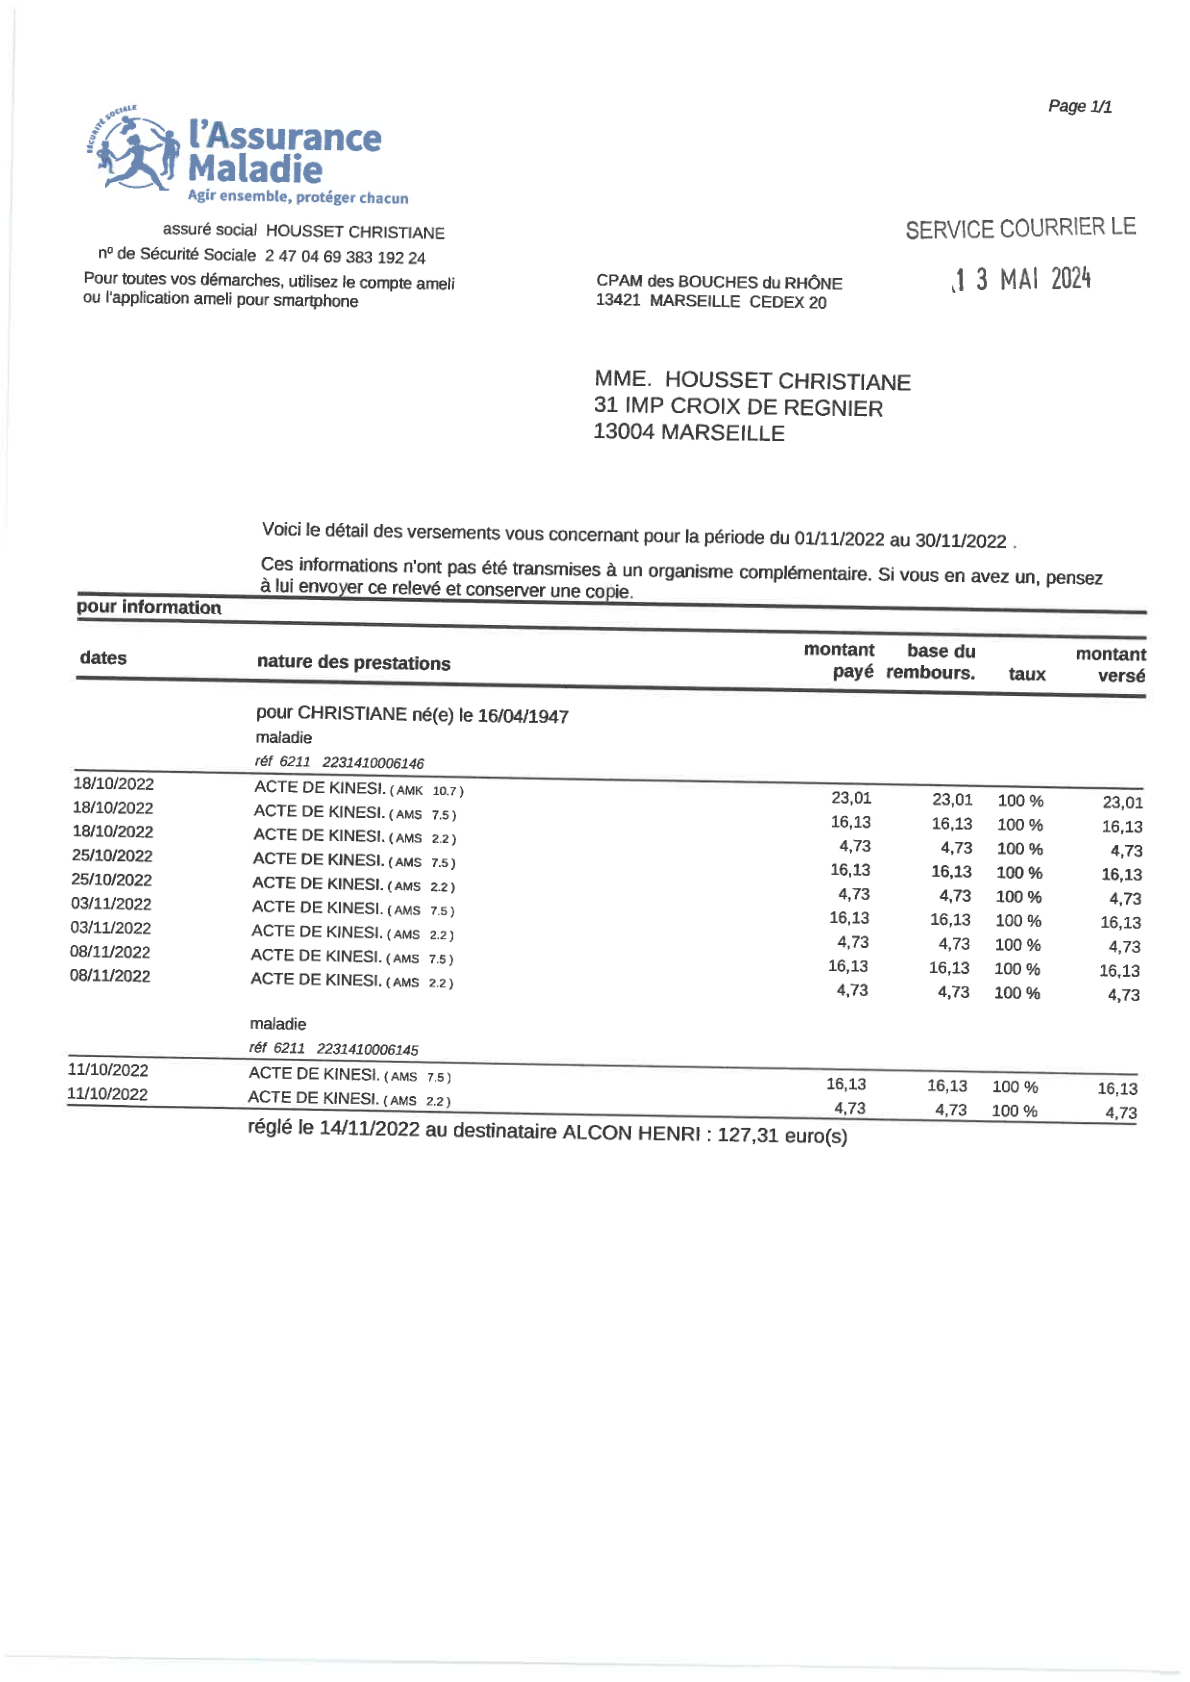 Page 1/1
SÉCURITÉ SOCIALE
l'Assurance
Maladie
Agir ensemble, protéger chacun
assuré social HOUSSET CHRISTIANE
nº de Sécurité Sociale 2 47 04 69 383 192 24
Pour toutes vos démarches, utilisez le compte ameli
ou l'application ameli pour smartphone
SERVICE COURRIER LE
13 MAI 2024
CPAM des BOUCHES du RHÔNE
13421 MARSEILLE CEDEX 20
MME. HOUSSET CHRISTIANE
31 IMP CROIX DE REGNIER
13004 MARSEILLE
Voici le détail des versements vous concernant pour la période du 01/11/2022 au 30/11/2022 .
Ces informations n'ont pas été transmises à un organisme complémentaire. Si vous en avez un, pensez
à lui envoyer ce relevé et conserver une copie.
pour information
dates nature des prestations montant payé base du rembours. taux montant versé
pour CHRISTIANE né(e) le 16/04/1947
maladie
réf 6211 2231410006146
18/10/2022 ACTE DE KINESI. ( AMK 10.7 ) 23,01 23,01 100 % 23,01
18/10/2022 ACTE DE KINESI. ( AMS 7.5 ) 16,13 16,13 100 % 16,13
18/10/2022 ACTE DE KINESI. ( AMS 2.2 ) 4,73 4,73 100 % 4,73
25/10/2022 ACTE DE KINESI. ( AMS 7.5 ) 16,13 16,13 100 % 16,13
25/10/2022 ACTE DE KINESI. ( AMS 2.2 ) 4,73 4,73 100 % 4,73
03/11/2022 ACTE DE KINESI. ( AMS 7.5 ) 16,13 16,13 100 % 16,13
03/11/2022 ACTE DE KINESI. ( AMS 2.2 ) 4,73 4,73 100 % 4,73
08/11/2022 ACTE DE KINESI. ( AMS 7.5 ) 16,13 16,13 100 % 16,13
08/11/2022 ACTE DE KINESI. ( AMS 2.2 ) 4,73 4,73 100 % 4,73
maladie
réf 6211 2231410006145
11/10/2022 ACTE DE KINESI. ( AMS 7.5 ) 16,13 16,13 100 % 16,13
11/10/2022 ACTE DE KINESI. ( AMS 2.2 ) 4,73 4,73 100 % 4,73
réglé le 14/11/2022 au destinataire ALCON HENRI : 127,31 euro(s)